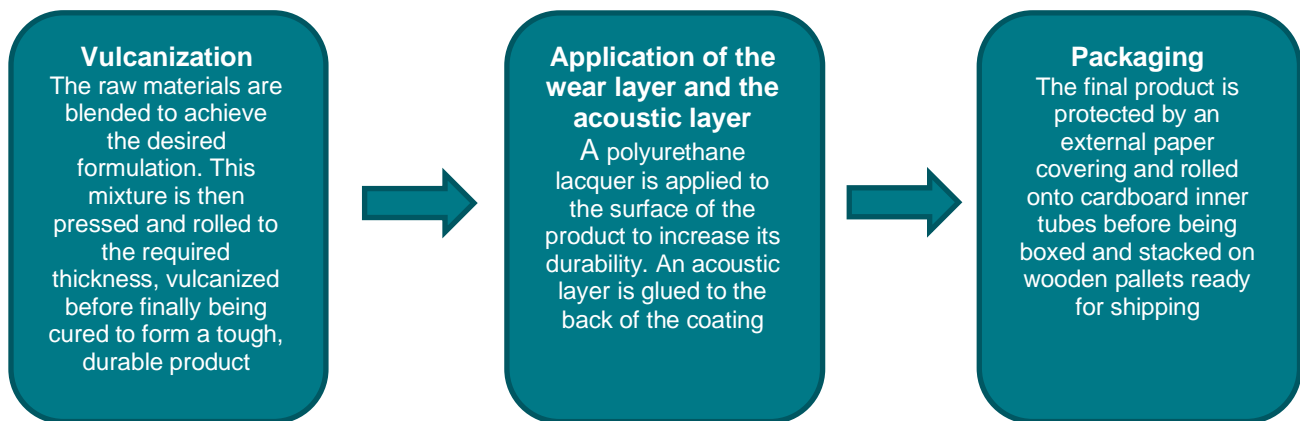 Vulcanization
The raw materials are
blended to achieve
the desired
formulation. This
mixture is then
pressed and rolled to
the required
thickness, vulcanized
before finally being
cured to form a tough,
durable product
Application of the
wear layer and the
acoustic layer
A polyurethane
lacquer is applied to
the surface of the
product to increase its
durability. An acoustic
layer is glued to the
back of the coating
Packaging
The final product is
protected by an
external paper
covering and rolled
onto cardboard inner
tubes before being
boxed and stacked on
wooden pallets ready
for shipping